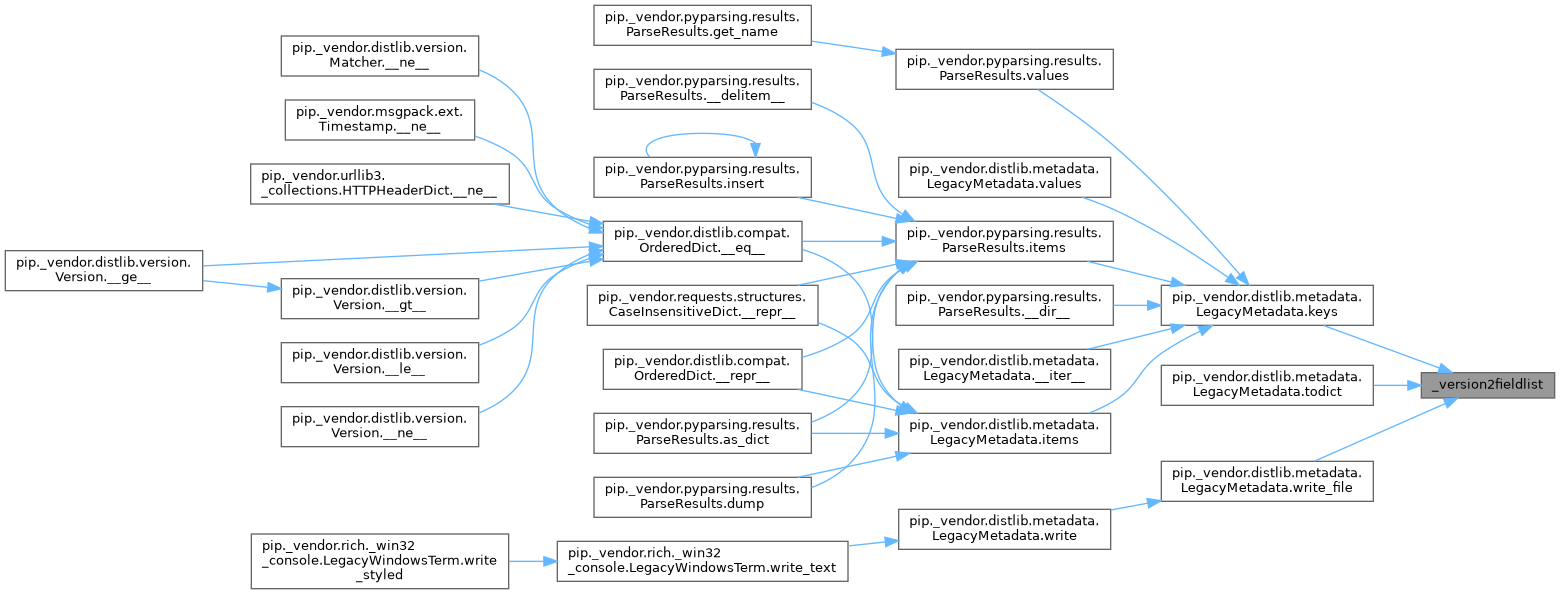 pip._vendor.distlib.version.
Matcher.__ne__
pip._vendor.msgpack.ext.
Timestamp.__ne__
pip._vendor.urllib3.
_collections.HTTPHeaderDict.__ne__
pip._vendor.distlib.version.
Version.__ge__
pip._vendor.distlib.version.
Version.__gt__
pip._vendor.distlib.version.
Version.__le__
pip._vendor.distlib.version.
Version.__ne__
pip._vendor.rich._win32
_console.LegacyWindowsTerm.write
_styled
pip._vendor.pyparsing.results.
ParseResults.get_name
pip._vendor.pyparsing.results.
ParseResults.__delitem__
pip._vendor.pyparsing.results.
ParseResults.insert
pip._vendor.distlib.compat.
OrderedDict.__eq__
pip._vendor.requests.structures.
CaseInsensitiveDict.__repr__
pip._vendor.distlib.compat.
OrderedDict.__repr__
pip._vendor.pyparsing.results.
ParseResults.as_dict
pip._vendor.pyparsing.results.
ParseResults.dump
pip._vendor.rich._win32
_console.LegacyWindowsTerm.write_text
pip._vendor.pyparsing.results.
ParseResults.values
pip._vendor.distlib.metadata.
LegacyMetadata.values
pip._vendor.pyparsing.results.
ParseResults.items
pip._vendor.pyparsing.results.
ParseResults.__dir__
pip._vendor.distlib.metadata.
LegacyMetadata.__iter__
pip._vendor.distlib.metadata.
LegacyMetadata.items
pip._vendor.distlib.metadata.
LegacyMetadata.write
pip._vendor.distlib.metadata.
LegacyMetadata.keys
pip._vendor.distlib.metadata.
LegacyMetadata.todict
pip._vendor.distlib.metadata.
LegacyMetadata.write_file
_version2fieldlist